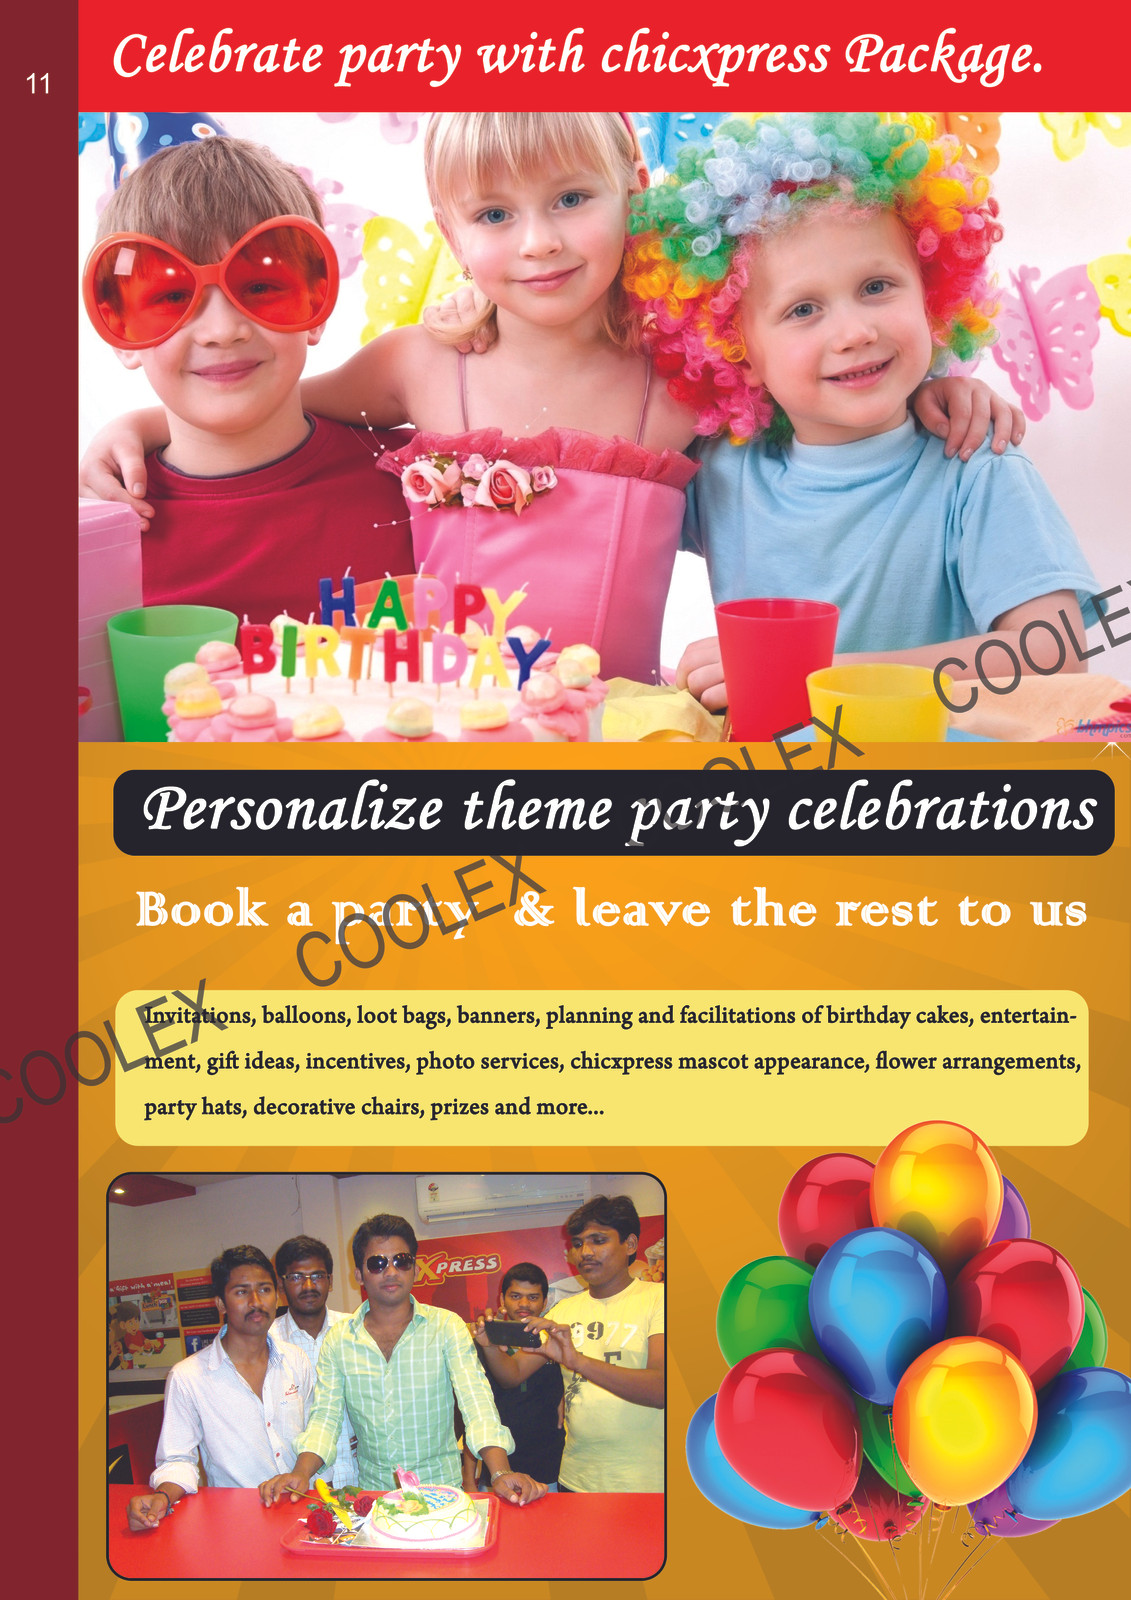 11
Celebrate party with chicxpress Package.
HAPPY
BIRTHDAY
COOLEX
COOLEX
Personalize theme party celebrations
COOLEX
Book a party & leave the rest to us
COOLEX
Invitations, balloons, loot bags, banners, planning and facilitations of birthday cakes, entertain-
ment, gift ideas, incentives, photo services, chicxpress mascot appearance, flower arrangements,
party hats, decorative chairs, prizes and more...
XPRESS
1977